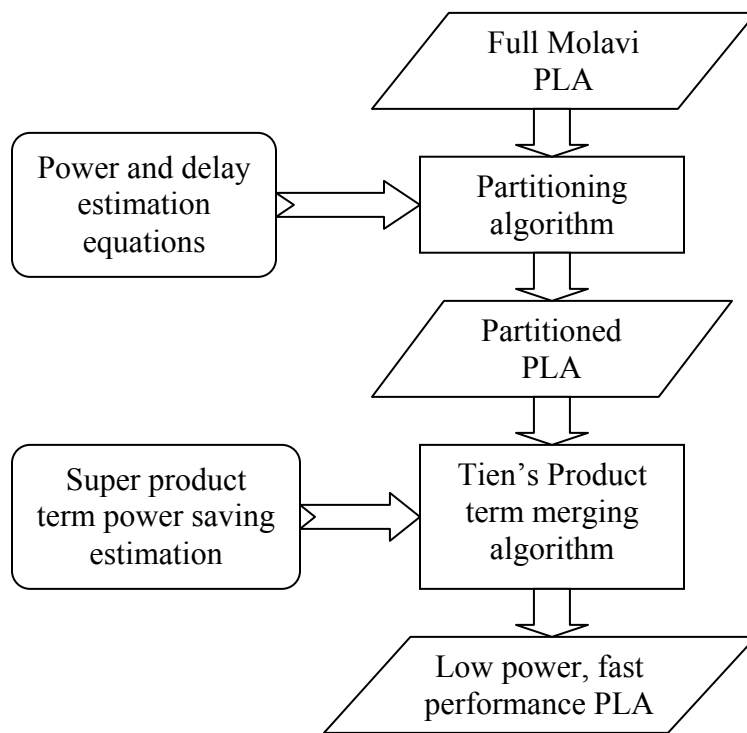 Full Molavi
PLA
Power and delay
estimation
equations
Partitioning
algorithm
Partitioned
PLA
Super product
term power saving
estimation
Tien’s Product
term merging
algorithm
Low power, fast
performance PLA